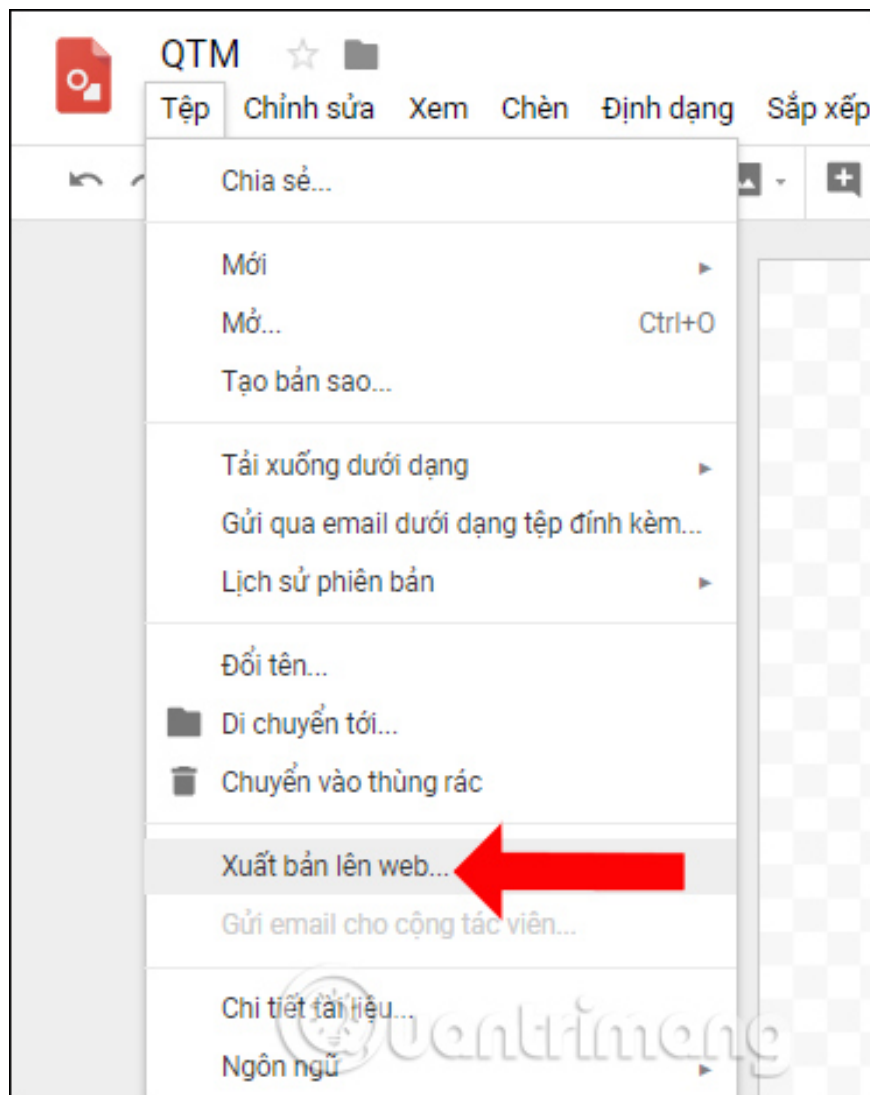 QTM
Tệp Chỉnh sửa Xem Chèn Định dạng Sắp xếp
Chia sẻ...
Mới
Mở... Ctrl+O
Tạo bản sao...
Tải xuống dưới dạng
Gửi qua email dưới dạng tệp đính kèm...
Lịch sử phiên bản
Đổi tên...
Di chuyển tới...
Chuyển vào thùng rác
Xuất bản lên web...
Gửi email cho cộng tác viên...
Chi tiết tài liệu...
Quantrimang
Ngôn ngữ